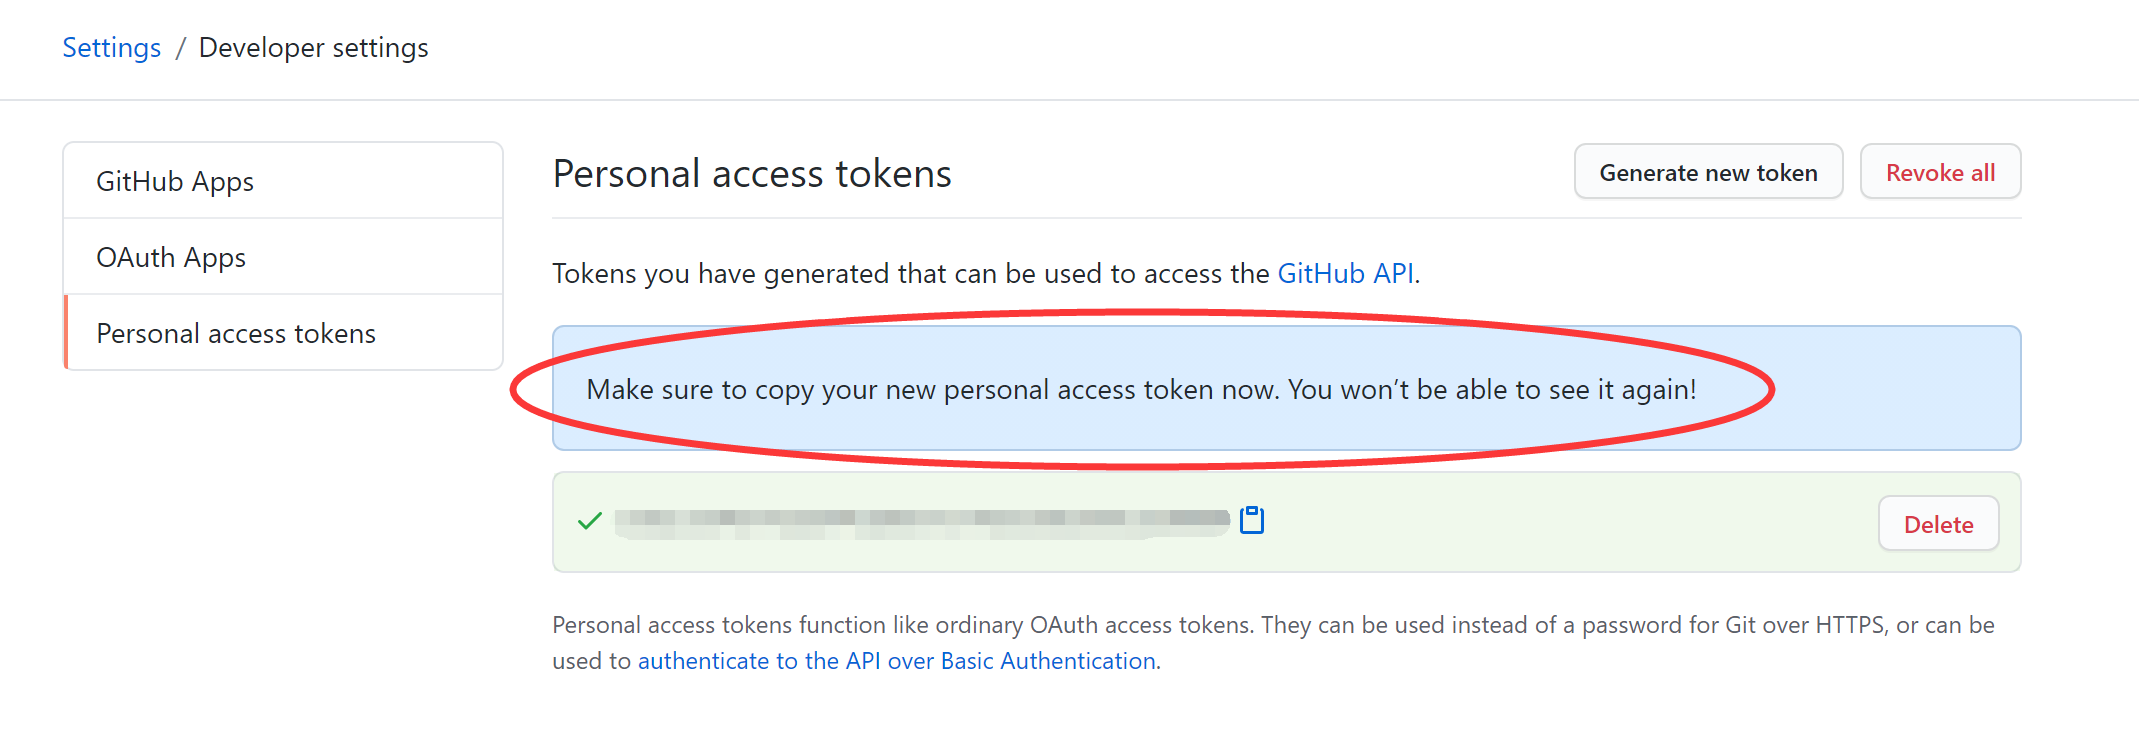 Settings / Developer settings
GitHub Apps
OAuth Apps
Personal access tokens
Personal access tokens
Generate new token
Revoke all
Tokens you have generated that can be used to access the GitHub API.
Make sure to copy your new personal access token now. You won’t be able to see it again!
Delete
Personal access tokens function like ordinary OAuth access tokens. They can be used instead of a password for Git over HTTPS, or can be
used to authenticate to the API over Basic Authentication.